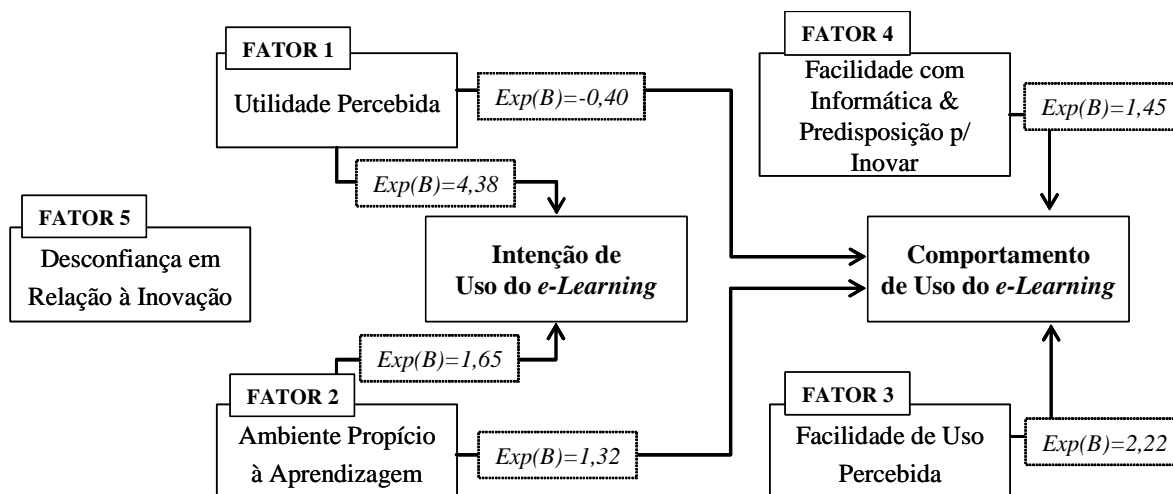 FATOR 1
Utilidade Percebida
Exp(B)=-0,40
Exp(B)=4,38
FATOR 4
Facilidade com
Informática &
Predisposição p/
Inovar
Exp(B)=1,45
FATOR 5
Desconfiança em
Relação à Inovação
Intenção de
Uso do e-Learning
Comportamento
de Uso do e-Learning
Exp(B)=1,65
FATOR 2
Ambiente Propício
à Aprendizagem
Exp(B)=1,32
FATOR 3
Facilidade de Uso
Percebida
Exp(B)=2,22